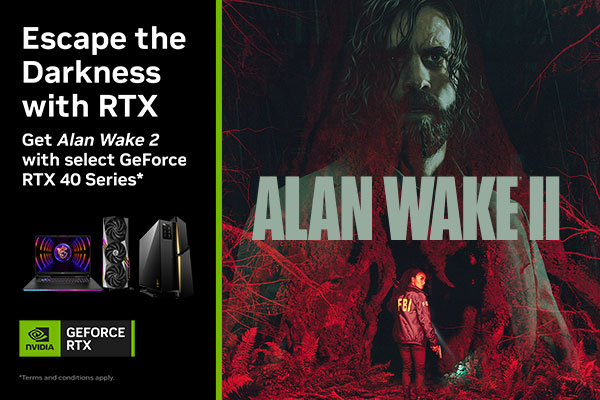 Escape the
Darkness
with RTX
Get Alan Wake 2
with select GeForce
RTX 40 Series*
NVIDIA
GEFORCE
RTX
*Terms and conditions apply.
ALAN WAKE II
FBI